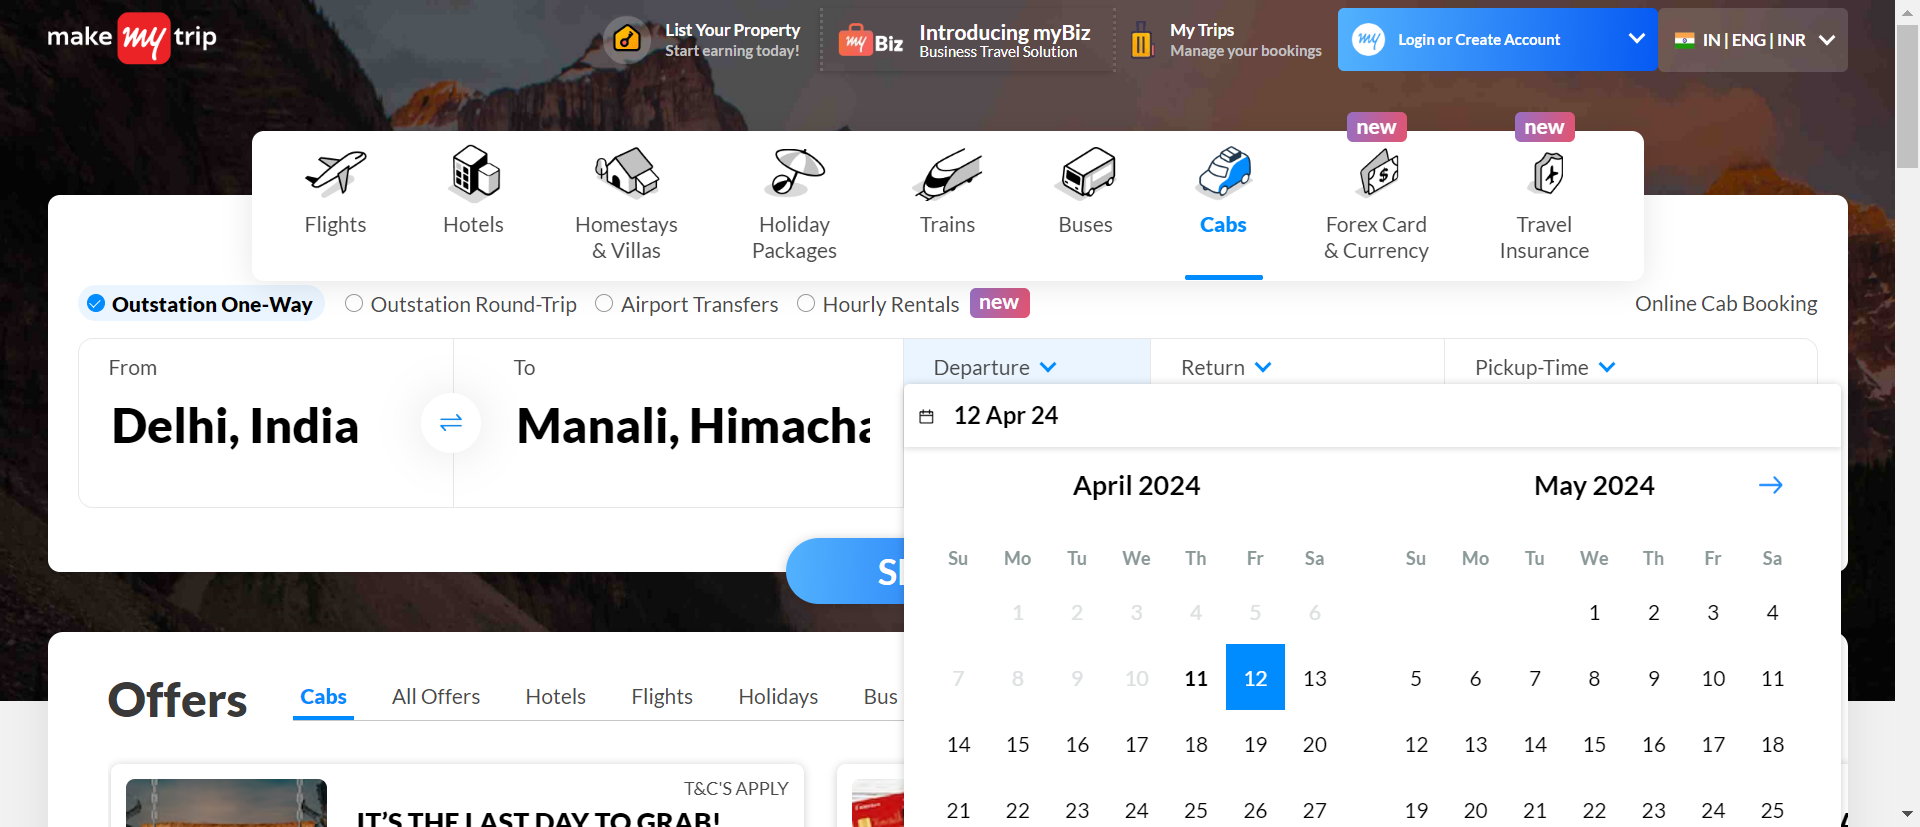 make my trip
List Your Property
Start earning today!
my Biz
Introducing myBiz
Business Travel Solution
My Trips
Manage your bookings
my
Login or Create Account
IN | ENG | INR
new
new
Flights
Hotels
Homestays
& Villas
Holiday
Packages
Trains
Buses
Cabs
Forex Card
& Currency
Travel
Insurance
Outstation One-Way
Outstation Round-Trip
Airport Transfers
Hourly Rentals
new
Online Cab Booking
From
To
Departure
Return
Pickup-Time
Delhi, India
Manali, Himacha
12 Apr 24
April 2024
May 2024
Su Mo Tu We Th Fr Sa
Su Mo Tu We Th Fr Sa
1 2 3 4 5 6
1 2 3 4
7 8 9 10 11 12 13
5 6 7 8 9 10 11
14 15 16 17 18 19 20
12 13 14 15 16 17 18
21 22 23 24 25 26 27
19 20 21 22 23 24 25
Offers
Cabs
All Offers
Hotels
Flights
Holidays
Bus
T&C'S APPLY
IT'S THE LAST DAY TO GRAB!